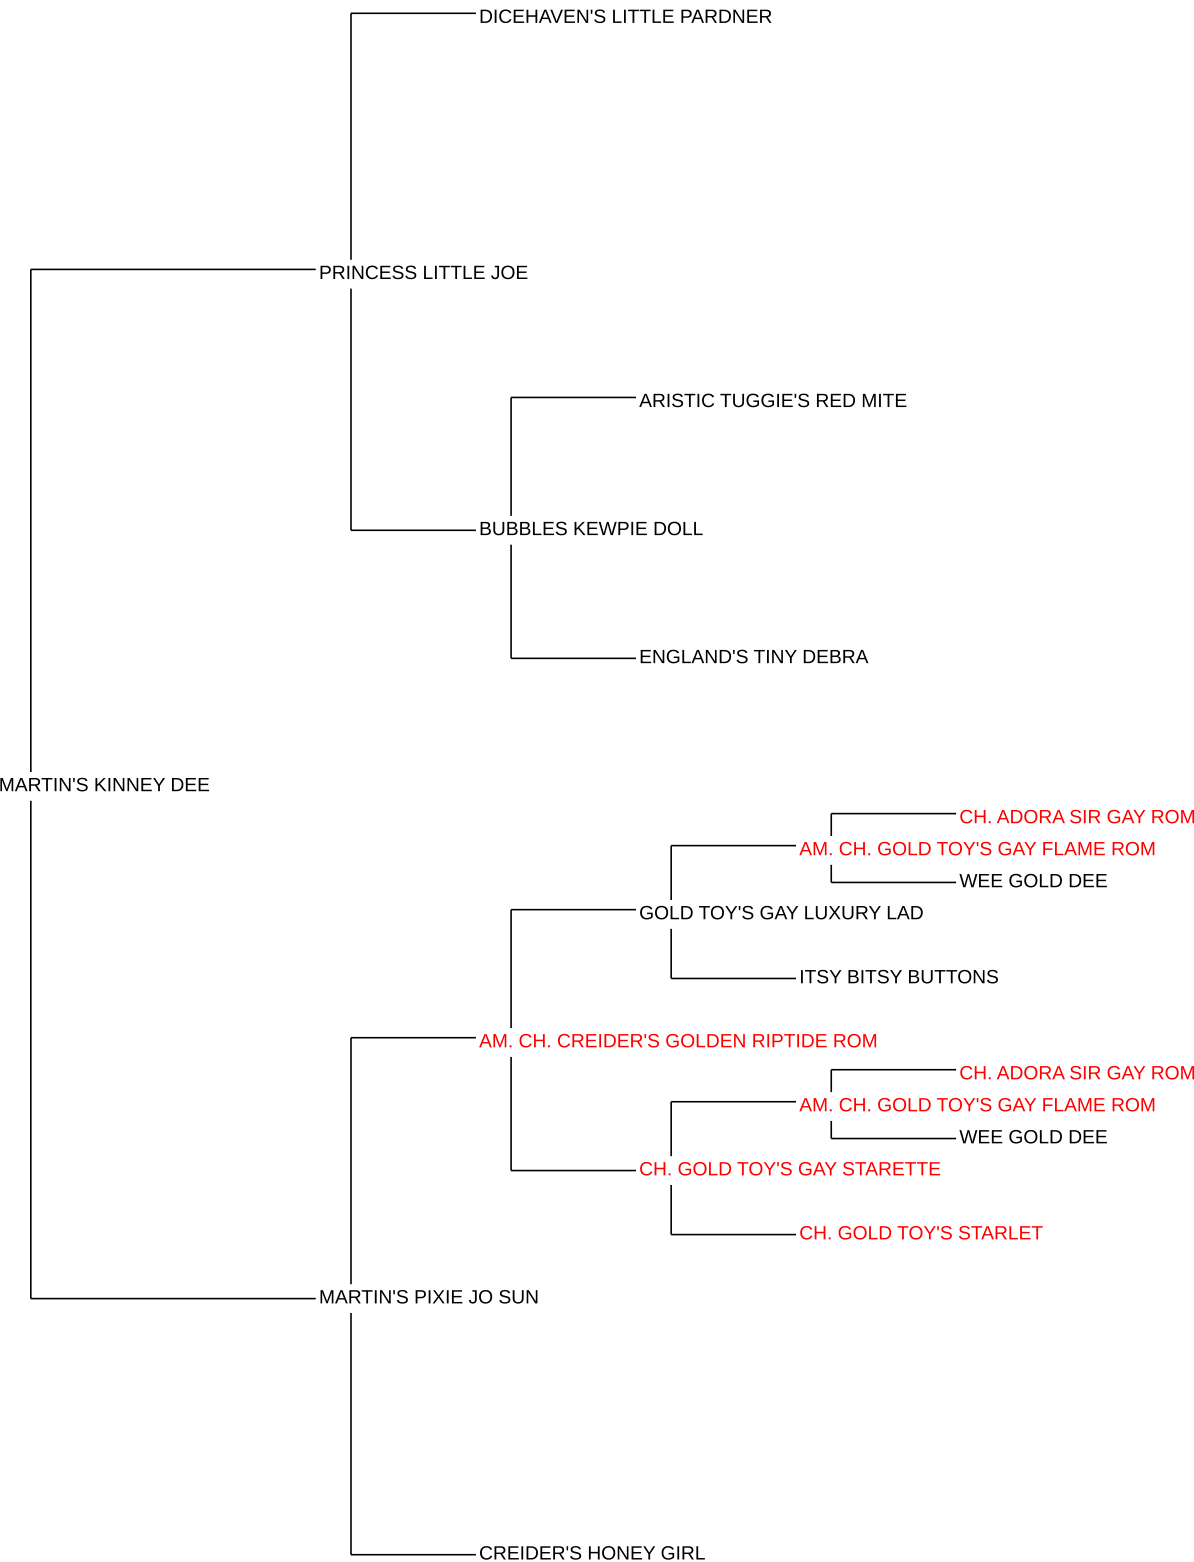 DICEHAVEN'S LITTLE PARDNER
PRINCESS LITTLE JOE
ARISTIC TUGGIE'S RED MITE
BUBBLES KEWPIE DOLL
ENGLAND'S TINY DEBRA
MARTIN'S KINNEY DEE
CH. ADORA SIR GAY ROM
AM. CH. GOLD TOY'S GAY FLAME ROM
WEE GOLD DEE
GOLD TOY'S GAY LUXURY LAD
ITSY BITSY BUTTONS
AM. CH. CREIDER'S GOLDEN RIPTIDE ROM
CH. ADORA SIR GAY ROM
AM. CH. GOLD TOY'S GAY FLAME ROM
WEE GOLD DEE
CH. GOLD TOY'S GAY STARETTE
CH. GOLD TOY'S STARLET
MARTIN'S PIXIE JO SUN
CREIDER'S HONEY GIRL